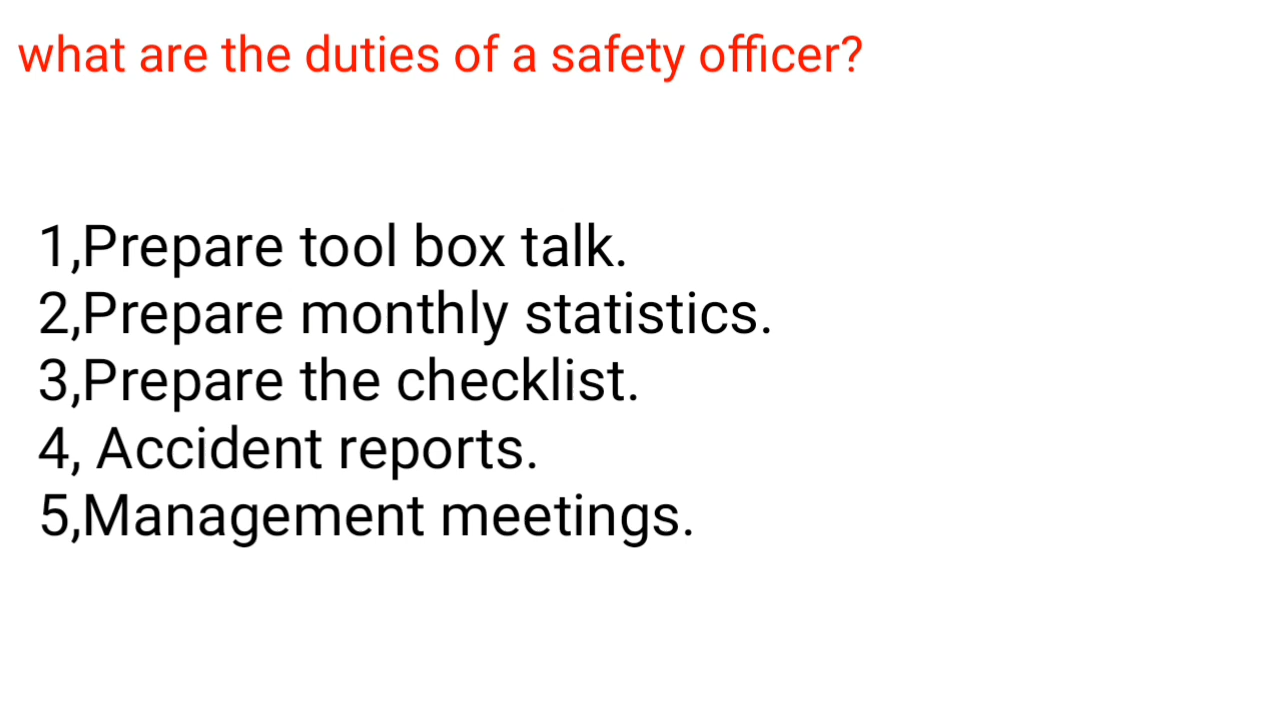 what are the duties of a safety officer?
1,Prepare tool box talk.
2,Prepare monthly statistics.
3,Prepare the checklist.
4, Accident reports.
5,Management meetings.